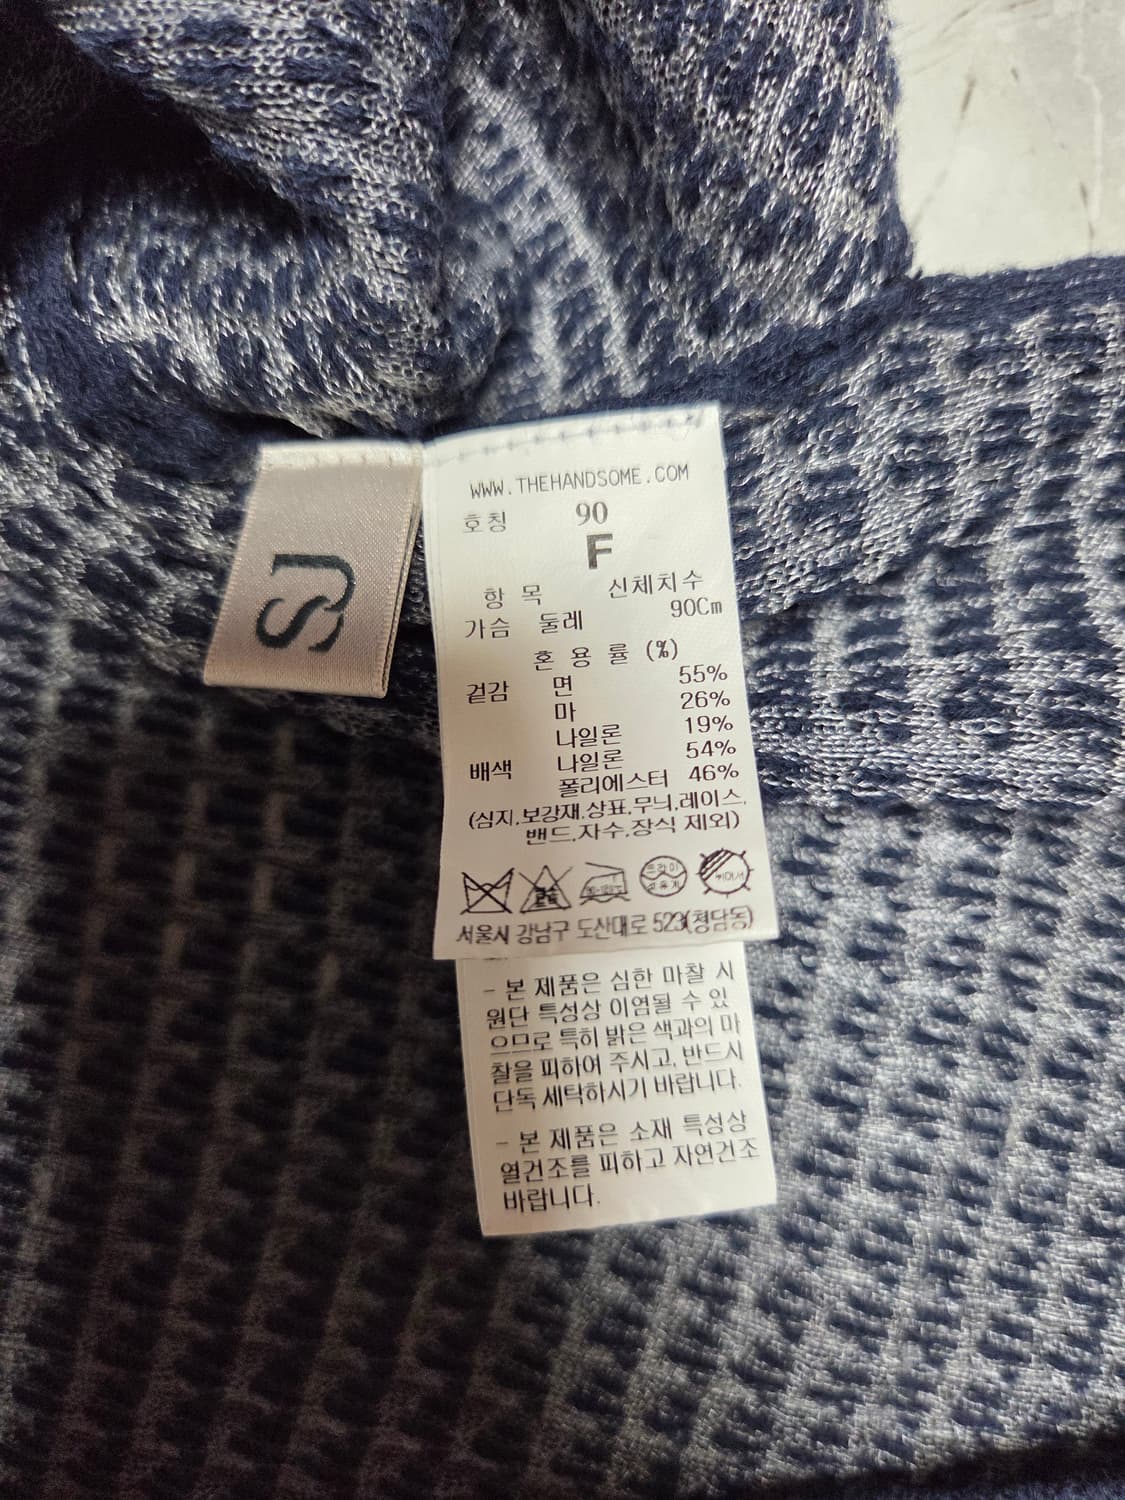 SJ
WWW.THEHANDSOME.COM
호칭 90
F
항 목 신체치수
가슴 둘레 90Cm
혼 용 률 (%)
겉감 면 55%
마 26%
나일론 19%
배색 나일론 54%
폴리에스터 46%
(심지,보강재,상표,무늬,레이스,
밴드,자수,장식 제외)
드라이
서울시 강남구 도산대로 523(청담동)
- 본 제품은 심한 마찰 시
원단 특성상 이염될 수 있
으므로 특히 밝은 색과의 마
찰을 피하여 주시고, 반드시
단독 세탁하시기 바랍니다.
- 본 제품은 소재 특성상
열건조를 피하고 자연건조
바랍니다.